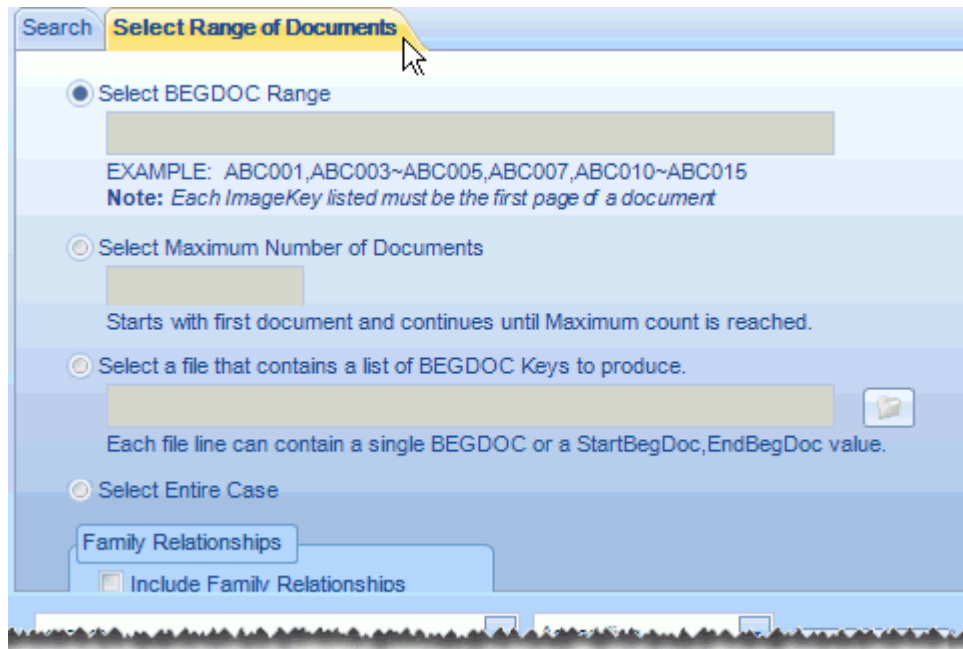 Search Select Range of Documents
Select BEGDOC Range
EXAMPLE: ABC001,ABC003~ABC005,ABC007,ABC010~ABC015
Note: Each ImageKey listed must be the first page of a document
Select Maximum Number of Documents
Starts with first document and continues until Maximum count is reached.
Select a file that contains a list of BEGDOC Keys to produce.
Each file line can contain a single BEGDOC or a StartBegDoc,EndBegDoc value.
Select Entire Case
Family Relationships
Include Family Relationships